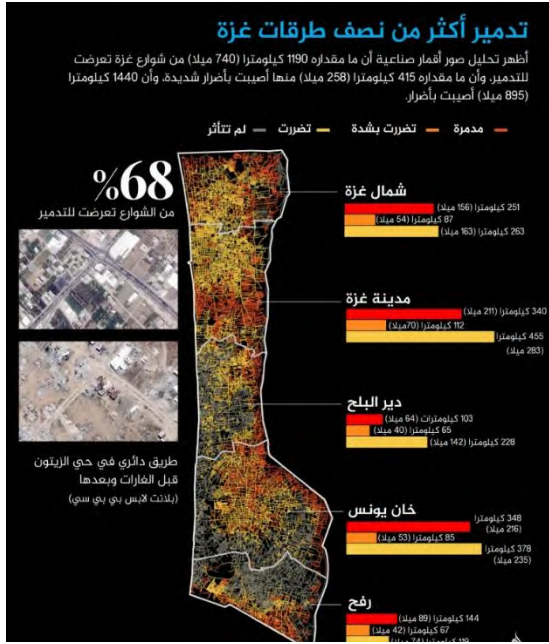 تدمير أكثر من نصف طرقات غزة
أظهر تحليل صور أقمار صناعية أن ما مقداره 1190 كيلومترا (740 ميلا) من شوارع غزة تعرضت
للتدمير، وأن ما مقداره 415 كيلومترا (258 ميلا) منها أصيبت بأضرار شديدة، وأن 1440 كيلومترا
(895 ميلا) أصيبت بأضرار.
مدمرة تضررت بشدة تضررت لم تتأثر
%68
من الشوارع تعرضت للتدمير
شمال غزة
251 كيلومترا (156 ميلا)
87 كيلومترا (54 ميلا)
263 كيلومترا (163 ميلا)
مدينة غزة
340 كيلومترا (211 ميلا)
112 كيلومترا (70ميلا)
455 كيلومترا
(283 ميلا)
دير البلح
103 كيلومترات (64 ميلا)
65 كيلومترا (40 ميلا)
228 كيلومترا (142 ميلا)
طريق دائري في حي الزيتون
قبل الغارات وبعدها
(بلانت لابس بي بي سي)
خان يونس
348 كيلومترا
(216 ميلا)
85 كيلومترا (53 ميلا)
378 كيلومترا
(235 ميلا)
رفح
144 كيلومترا (89 ميلا)
67 كيلومترا (42 ميلا)
119 كيلومترا (74 ميلا)